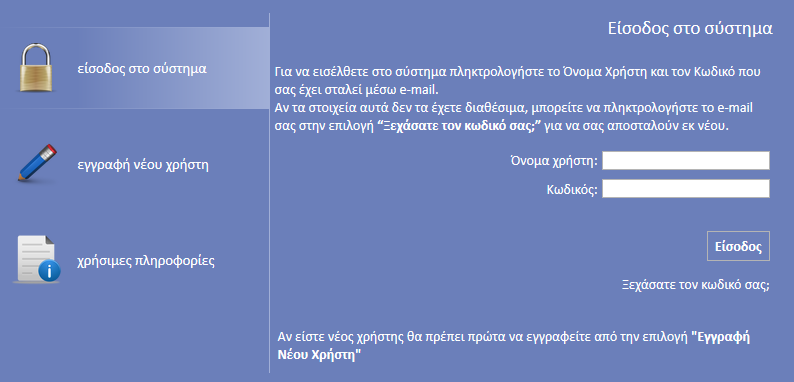 είσοδος στο σύστημα
εγγραφή νέου χρήστη
χρήσιμες πληροφορίες
Είσοδος στο σύστημα
Για να εισέλθετε στο σύστημα πληκτρολογήστε το Όνομα Χρήστη και τον Κωδικό που
σας έχει σταλεί μέσω e-mail.
Αν τα στοιχεία αυτά δεν τα έχετε διαθέσιμα, μπορείτε να πληκτρολογήστε το e-mail
σας στην επιλογή “Ξεχάσατε τον κωδικό σας;” για να σας αποσταλούν εκ νέου.
Όνομα χρήστη:
Κωδικός:
Είσοδος
Ξεχάσατε τον κωδικό σας;
Αν είστε νέος χρήστης θα πρέπει πρώτα να εγγραφείτε από την επιλογή "Εγγραφή
Νέου Χρήστη"